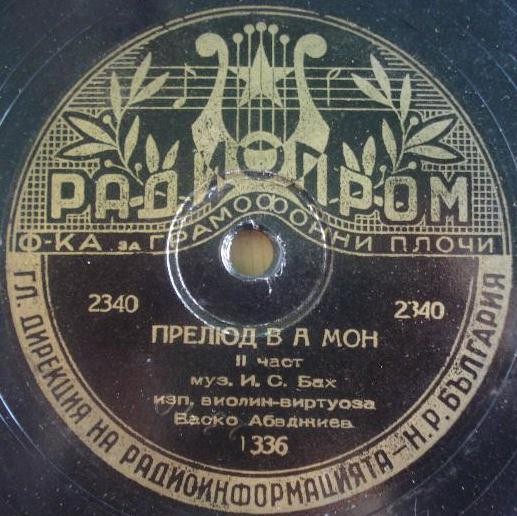 РАДИОПРОМ
Ф-КА за ГРАМОФОННИ ПЛОЧИ
2340 2340
ПРЕЛЮД В А МОН
II част
муз. И. С. Бах
изп. виолин-виртуоза
Васко Абаджиев
1336
ГЛ. ДИРЕКЦИЯ НА РАДИОИНФОРМАЦИЯТА - Н. Р. БЪЛГАРИЯ